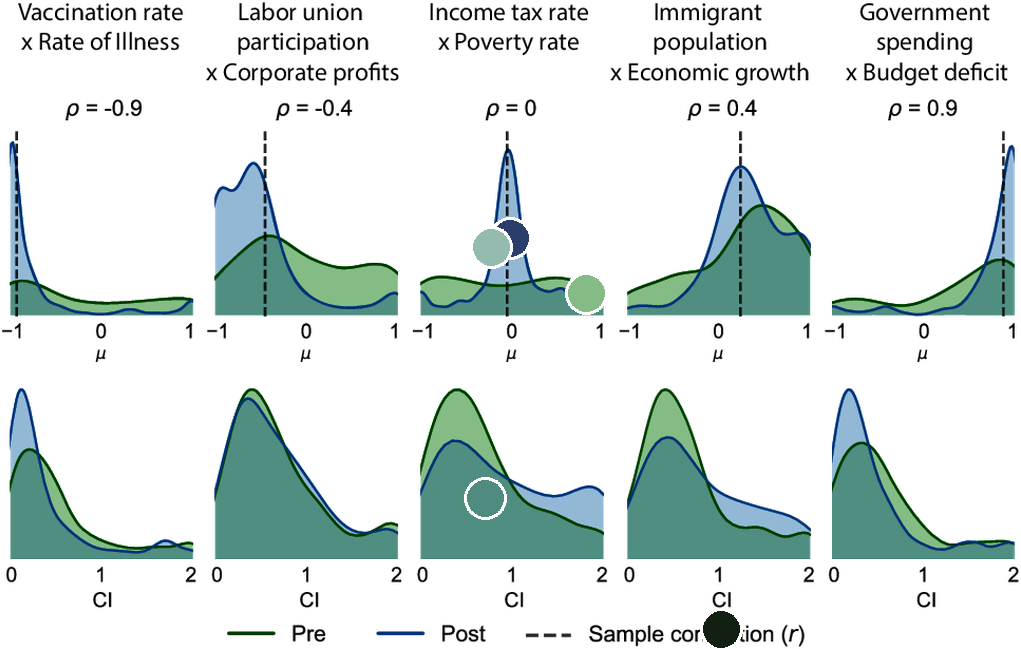 Vaccination rate
x Rate of Illness
Labor union
participation
x Corporate profits
Income tax rate
x Poverty rate
Immigrant
population
x Economic growth
Government
spending
x Budget deficit
ρ = -0.9
ρ = -0.4
ρ = 0
ρ = 0.4
ρ = 0.9
−1 0 1
−1 0 1
−1 0 1
−1 0 1
−1 0 1
μ
μ
μ
μ
μ
0 1 2
0 1 2
0 1 2
0 1 2
0 1 2
CI
CI
CI
CI
CI
Pre
Post
Sample (r)